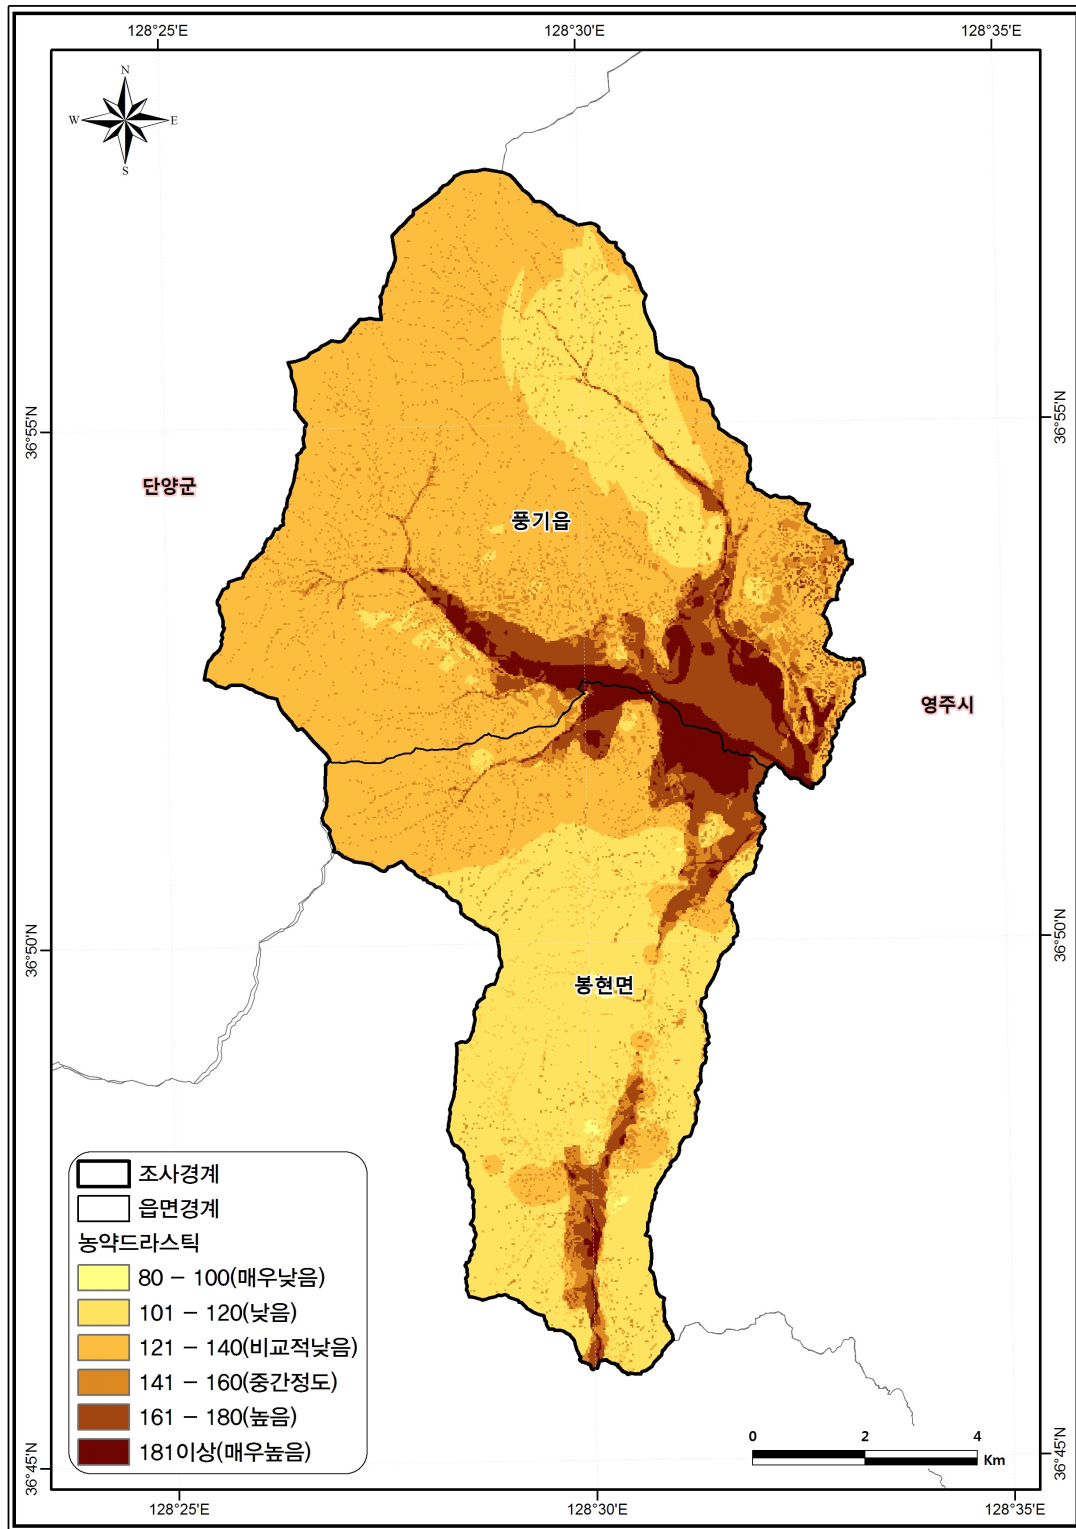 128°25'E
128°30'E
128°35'E
N
W
E
S
36°55'N
36°55'N
단양군
풍기읍
영주시
36°50'N
36°50'N
봉현면
조사경계
읍면경계
농약드라스틱
80 – 100(매우낮음)
101 – 120(낮음)
121 – 140(비교적낮음)
141 – 160(중간정도)
161 – 180(높음)
181이상(매우높음)
0
2
4
Km
36°45'N
36°45'N
128°25'E
128°30'E
128°35'E